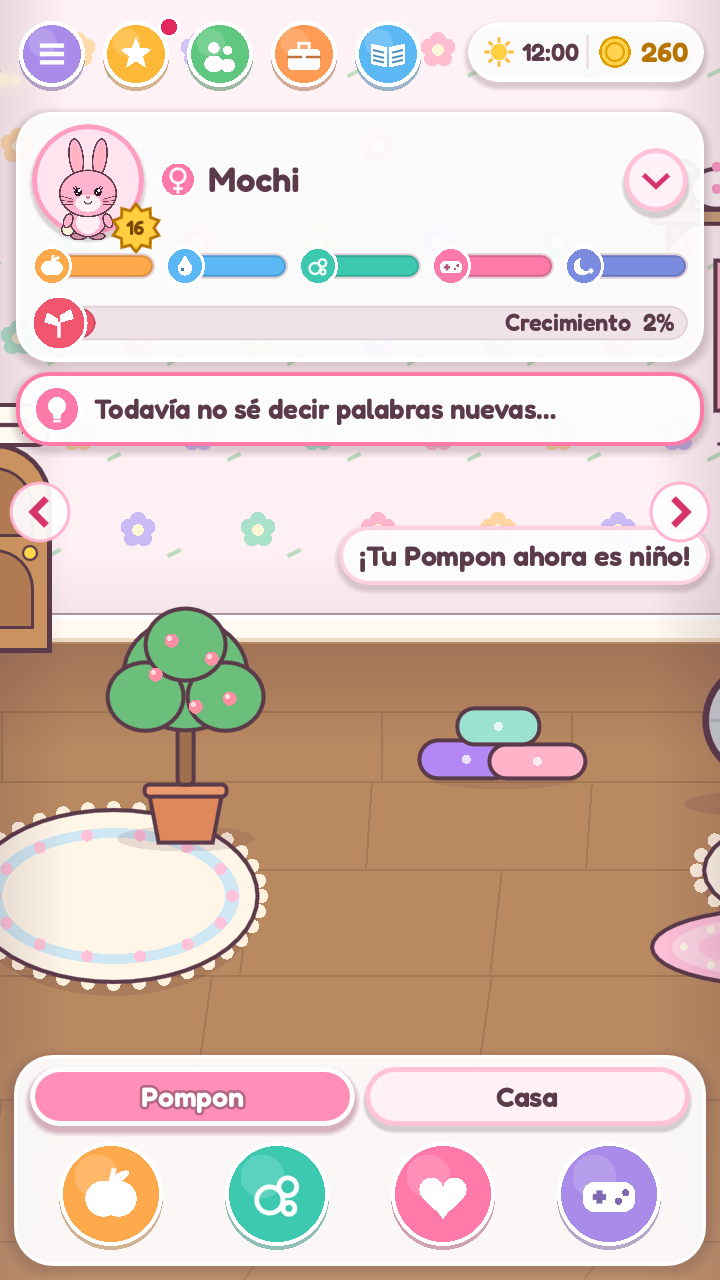 12:00
260
Mochi
16
Crecimiento 2%
Todavía no sé decir palabras nuevas...
¡Tu Pompon ahora es niño!
Pompon
Casa